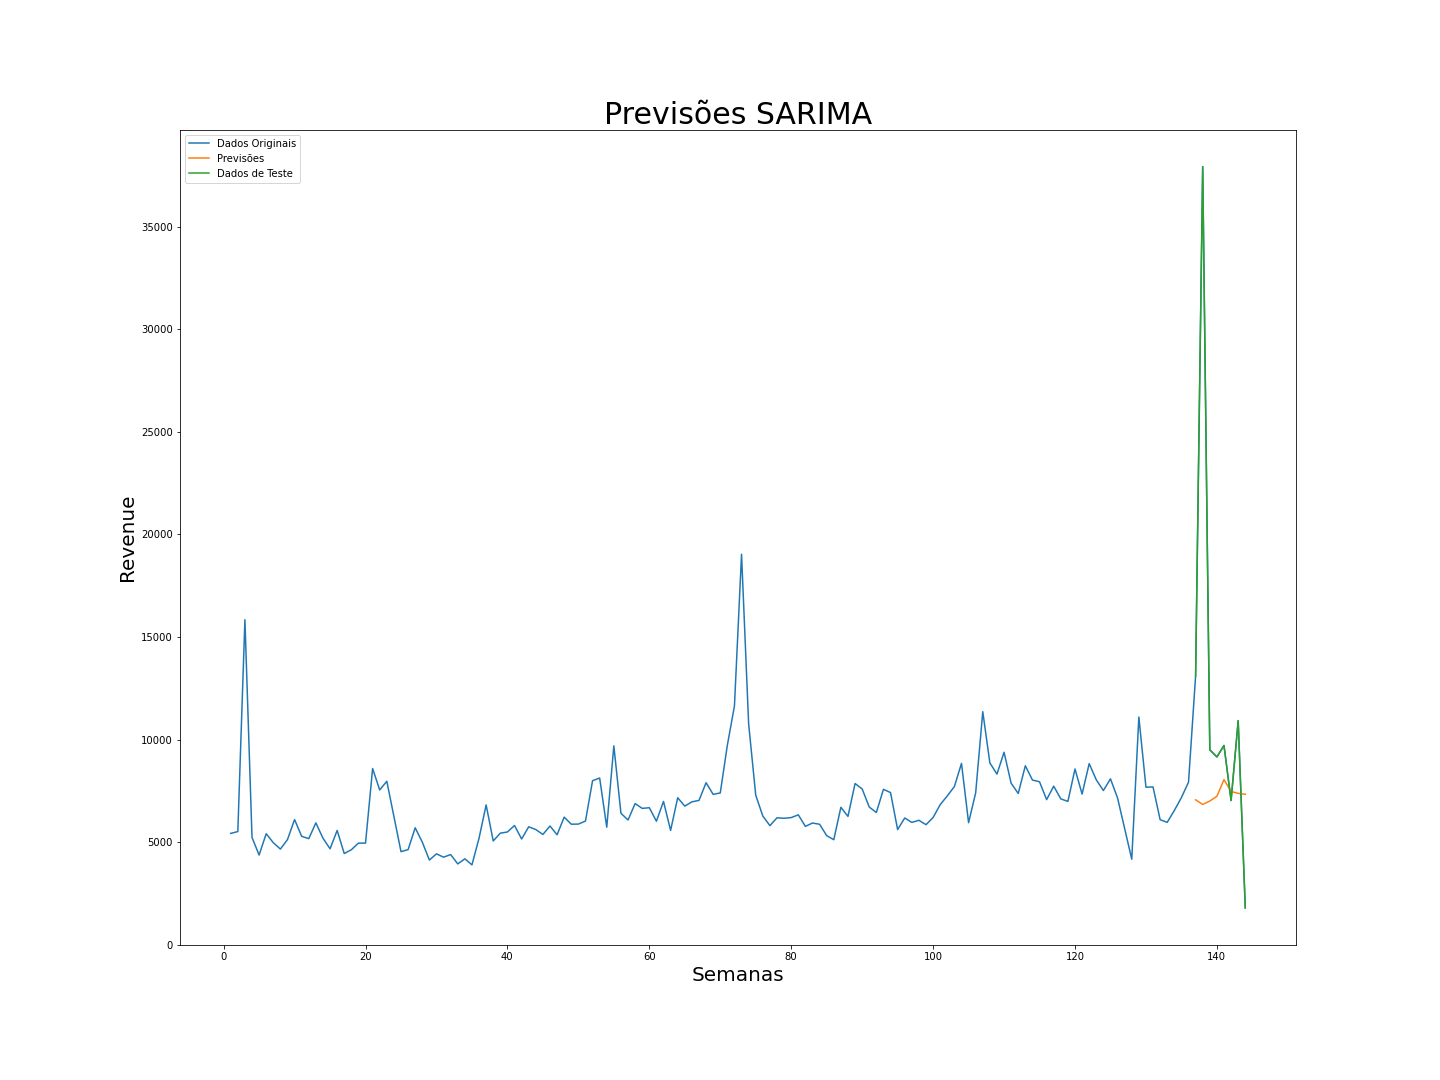 Previsões SARIMA
Dados Originais
Previsões
Dados de Teste
35000
30000
25000
20000
15000
10000
5000
0
Revenue
0 20 40 60 80 100 120 140
Semanas